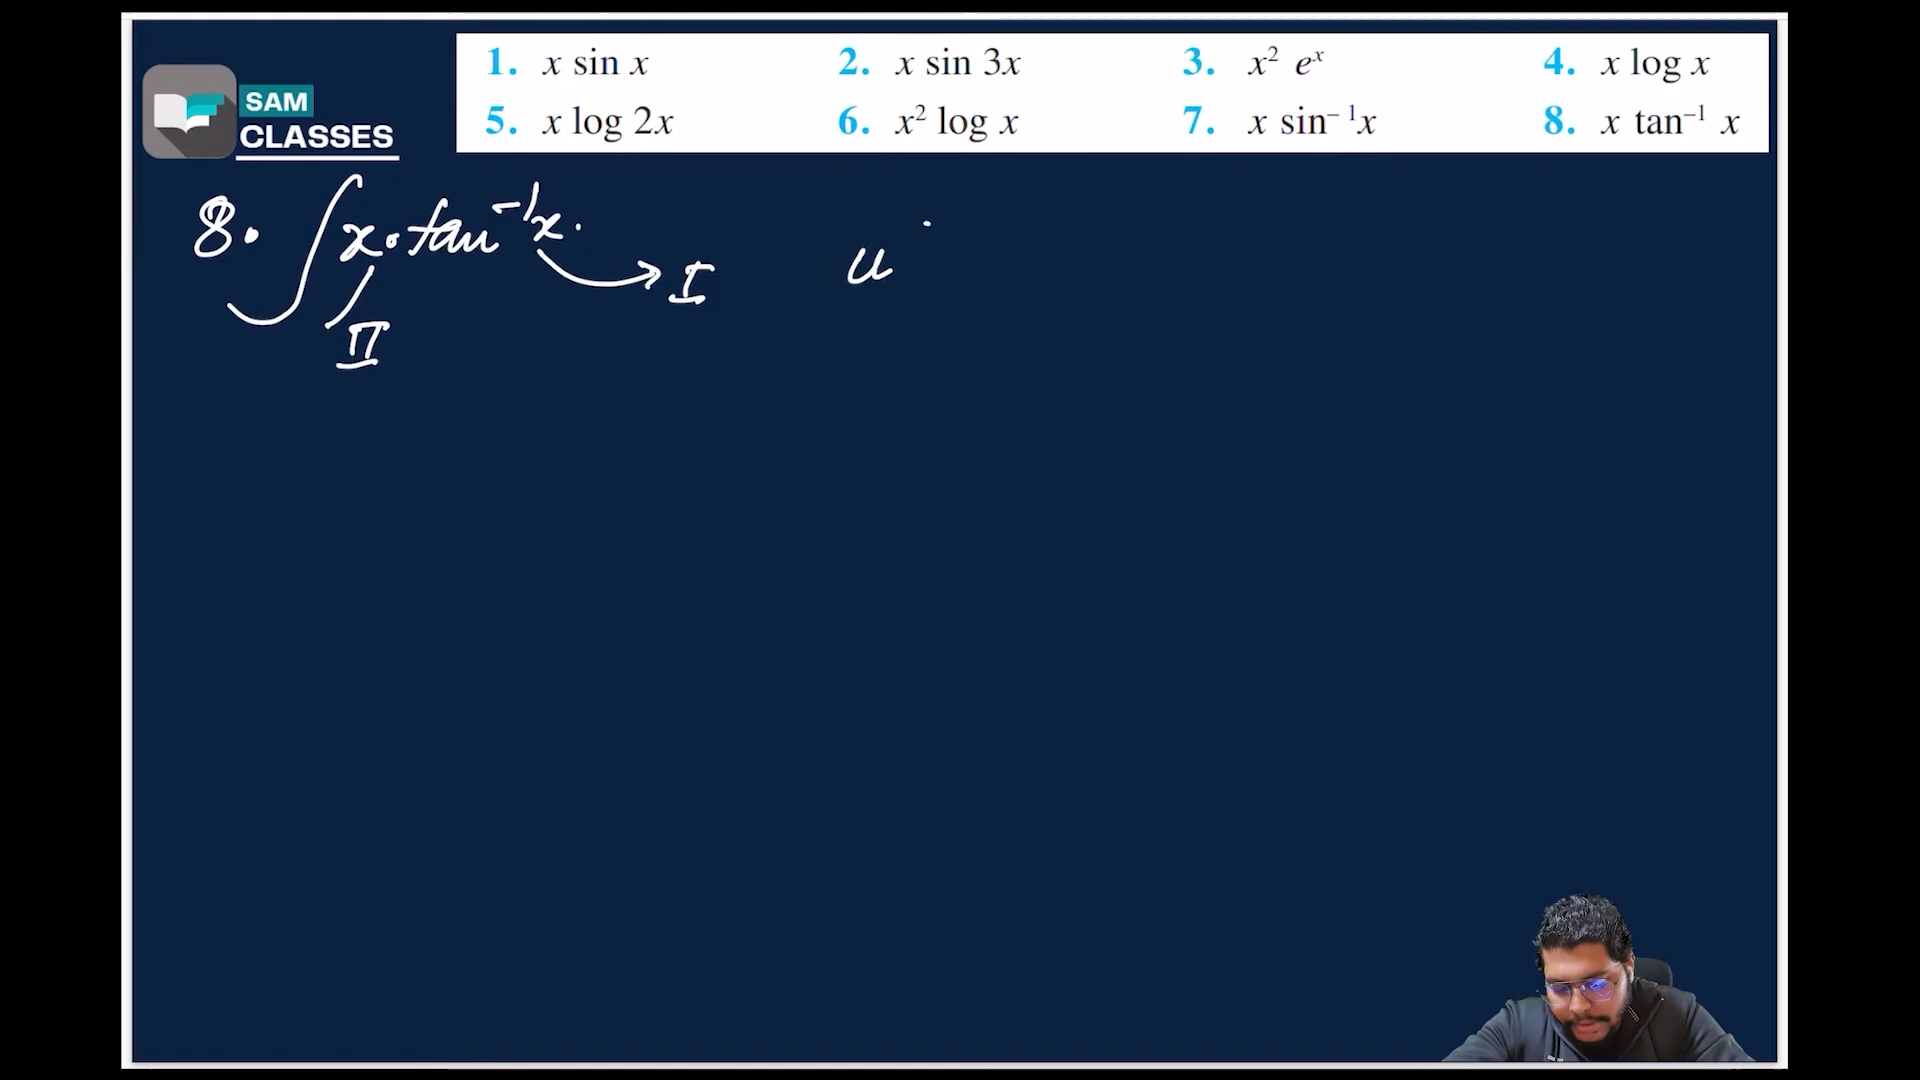 SAM
CLASSES
1. x sin x 2. x sin 3x 3. x² eˣ 4. x log x
5. x log 2x 6. x² log x 7. x sin⁻¹x 8. x tan⁻¹ x
8. ∫ x. tan⁻¹x. u
I
II